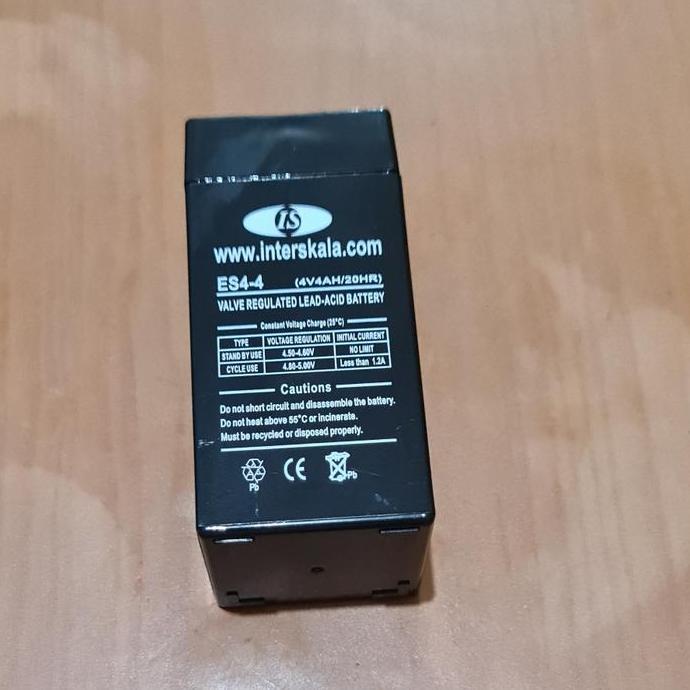 IS
www.interskala.com
ES4-4 (4V4AH/20HR)
VALVE REGULATED LEAD-ACID BATTERY
Constant Voltage Charge (25°C)
TYPE VOLTAGE REGULATION INITIAL CURRENT
STAND BY USE 4.50-4.60V NO LIMIT
CYCLE USE 4.80-5.00V Less than 1.2A
Cautions
Do not short circuit and disassemble the battery.
Do not heat above 55°C or incinerate.
Must be recycled or disposed properly.
Pb CE Pb